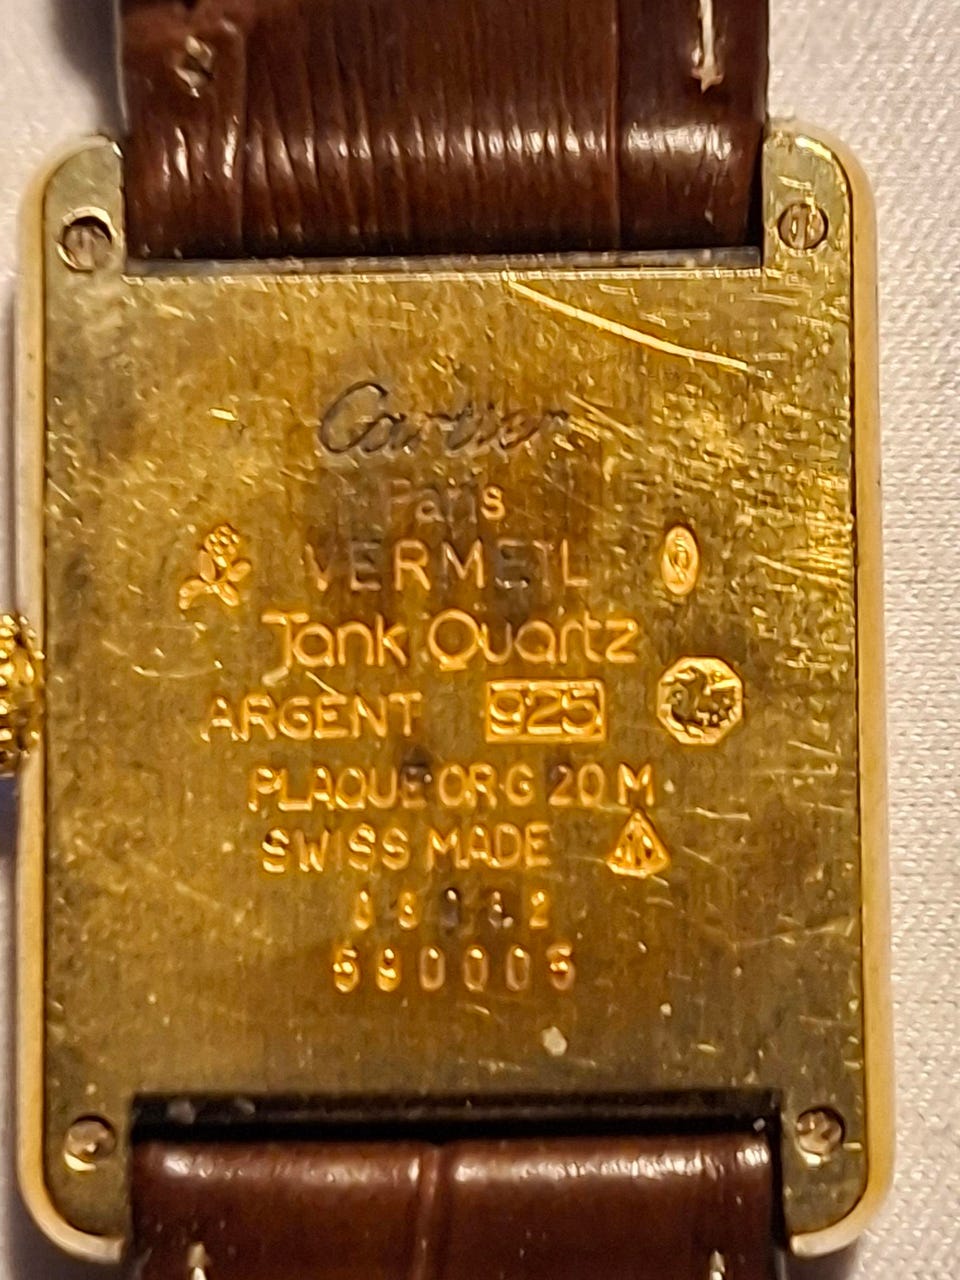 Cartier
Paris
VERMEIL
Tank Quartz
ARGENT 925
PLAQUE OR G 20 M
SWISS MADE
590005